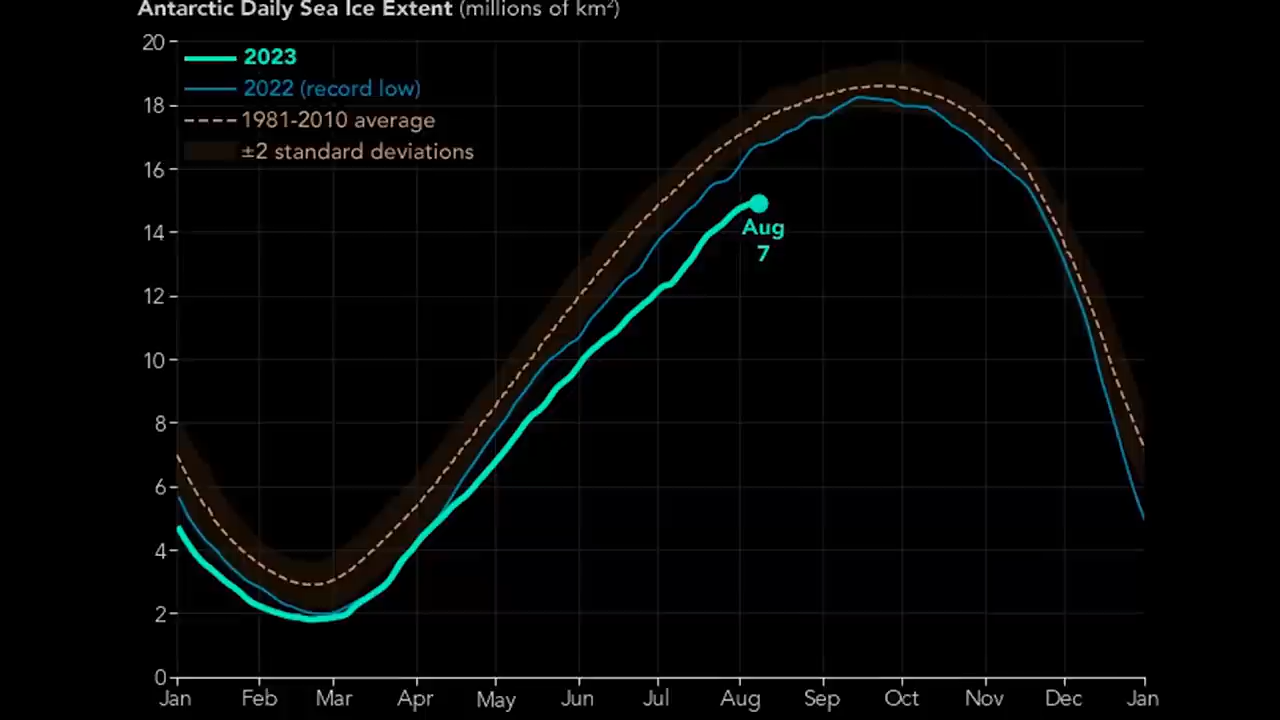 Antarctic Daily Sea Ice Extent (millions of km²)
20
2023
2022 (record low)
18
1981-2010 average
±2 standard deviations
16
14
Aug
7
12
10
8
6
4
2
0
Jan Feb Mar Apr May Jun Jul Aug Sep Oct Nov Dec Jan